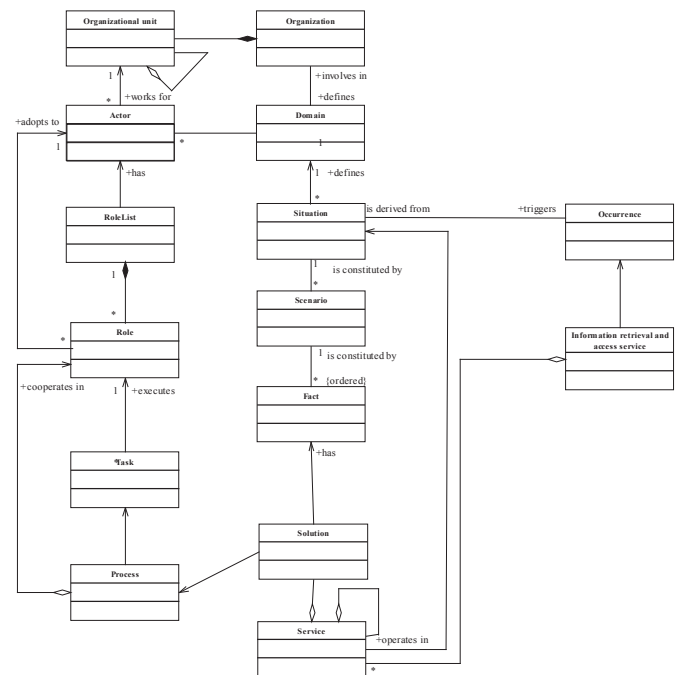 Organizational unit
Organization
1
+involves in
*
+works for
+defines
+adopts to
Actor
Domain
1
*
1
+has
1
+defines
*
RoleList
Situation
is derived from
+triggers
Occurrence
1
1
is constituted by
*
*
Scenario
Role
*
Information retrieval and
access service
1
is constituted by
+cooperates in
1
+executes
*
{ordered}
Fact
+has
*
Task
Solution
Process
Service
+operates in
*